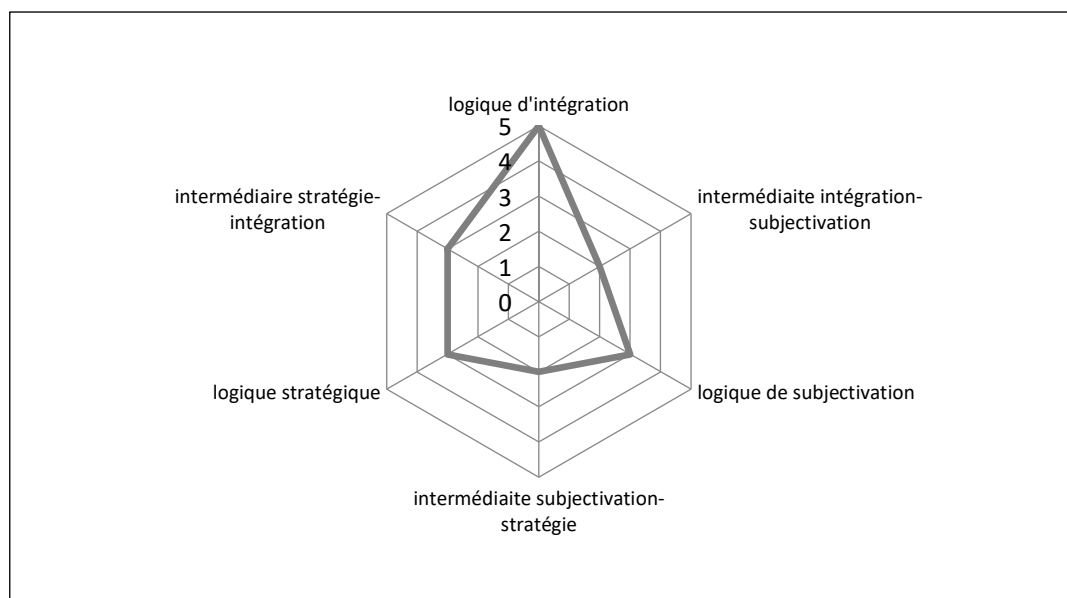 logique d'intégration
5
4
3
2
1
0
intermédiaite intégration-
subjectivation
logique de subjectivation
intermédiaite subjectivation-
stratégie
logique stratégique
intermédiaire stratégie-
intégration